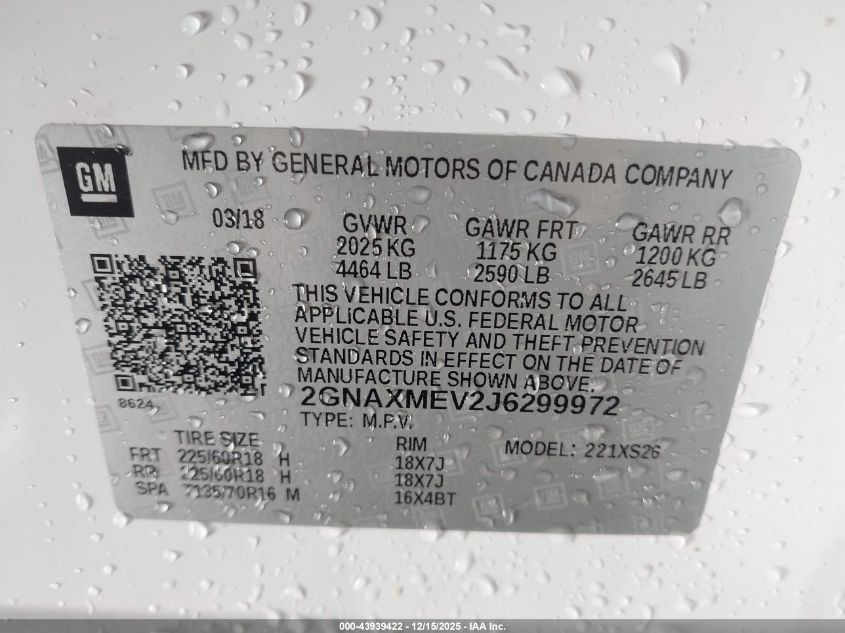 GM
MFD BY GENERAL MOTORS OF CANADA COMPANY
03/18
GVWR GAWR FRT GAWR RR
2025 KG 1175 KG 1200 KG
4464 LB 2590 LB 2645 LB
THIS VEHICLE CONFORMS TO ALL
APPLICABLE U.S. FEDERAL MOTOR
VEHICLE SAFETY AND THEFT PREVENTION
STANDARDS IN EFFECT ON THE DATE OF
MANUFACTURE SHOWN ABOVE.
8624
2GNAXMEV2J6299972
TYPE: M.P.V.
TIRE SIZE RIM MODEL: 221XS26
FRT 225/60R18 H 18X7J
RR 225/60R18 H 18X7J
SPA T135/70R16 M 16X4BT
000-43939422 - 12/15/2025 - IAA Inc.